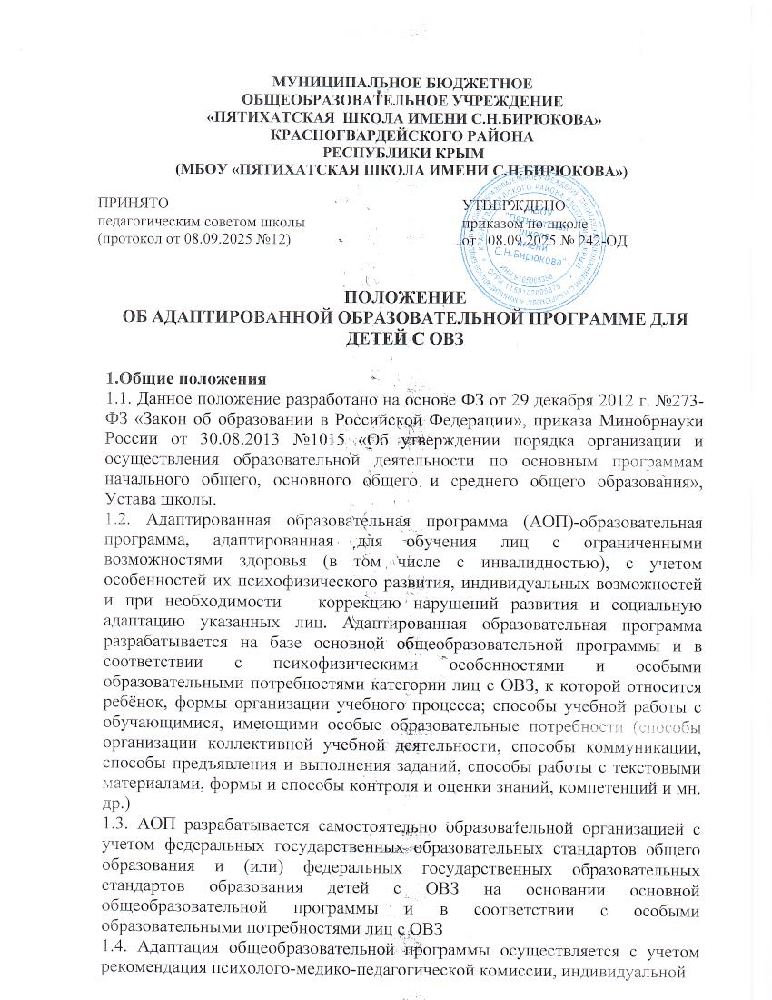 МУНИЦИПАЛЬНОЕ БЮДЖЕТНОЕ
ОБЩЕОБРАЗОВАТЕЛЬНОЕ УЧРЕЖДЕНИЕ
«ПЯТИХАТСКАЯ ШКОЛА ИМЕНИ С.Н.БИРЮКОВА»
КРАСНОГВАРДЕЙСКОГО РАЙОНА
РЕСПУБЛИКИ КРЫМ
(МБОУ «ПЯТИХАТСКАЯ ШКОЛА ИМЕНИ С.Н.БИРЮКОВА»)
ПРИНЯТО
педагогическим советом школы
(протокол от 08.09.2025 №12)
УТВЕРЖДЕНО
приказом по школе
от 08.09.2025 № 242-ОД
МБОУ
"Пятихатская
школа
имени
С.Н.Бирюкова"
ПОЛОЖЕНИЕ
ОБ АДАПТИРОВАННОЙ ОБРАЗОВАТЕЛЬНОЙ ПРОГРАММЕ ДЛЯ
ДЕТЕЙ С ОВЗ
1.Общие положения
1.1. Данное положение разработано на основе ФЗ от 29 декабря 2012 г. №273-
ФЗ «Закон об образовании в Российской Федерации», приказа Минобрнауки
России от 30.08.2013 №1015 «Об утверждении порядка организации и
осуществления образовательной деятельности по основным программам
начального общего, основного общего и среднего общего образования»,
Устава школы.
1.2. Адаптированная образовательная программа (АОП)-образовательная
программа, адаптированная для обучения лиц с ограниченными
возможностями здоровья (в том числе с инвалидностью), с учетом
особенностей их психофизического развития, индивидуальных возможностей
и при необходимости коррекцию нарушений развития и социальную
адаптацию указанных лиц. Адаптированная образовательная программа
разрабатывается на базе основной общеобразовательной программы и в
соответствии с психофизическими особенностями и особыми
образовательными потребностями категории лиц с ОВЗ, к которой относится
ребёнок, формы организации учебного процесса; способы учебной работы с
обучающимися, имеющими особые образовательные потребности (способы
организации коллективной учебной деятельности, способы коммуникации,
способы предъявления и выполнения заданий, способы работы с текстовыми
материалами, формы и способы контроля и оценки знаний, компетенций и мн.
др.)
1.3. АОП разрабатывается самостоятельно образовательной организацией с
учетом федеральных государственных образовательных стандартов общего
образования и (или) федеральных государственных образовательных
стандартов образования детей с ОВЗ на основании основной
общеобразовательной программы и в соответствии с особыми
образовательными потребностями лиц с ОВЗ
1.4. Адаптация общеобразовательной программы осуществляется с учетом
рекомендация психолого-медико-педагогической комиссии, индивидуальной